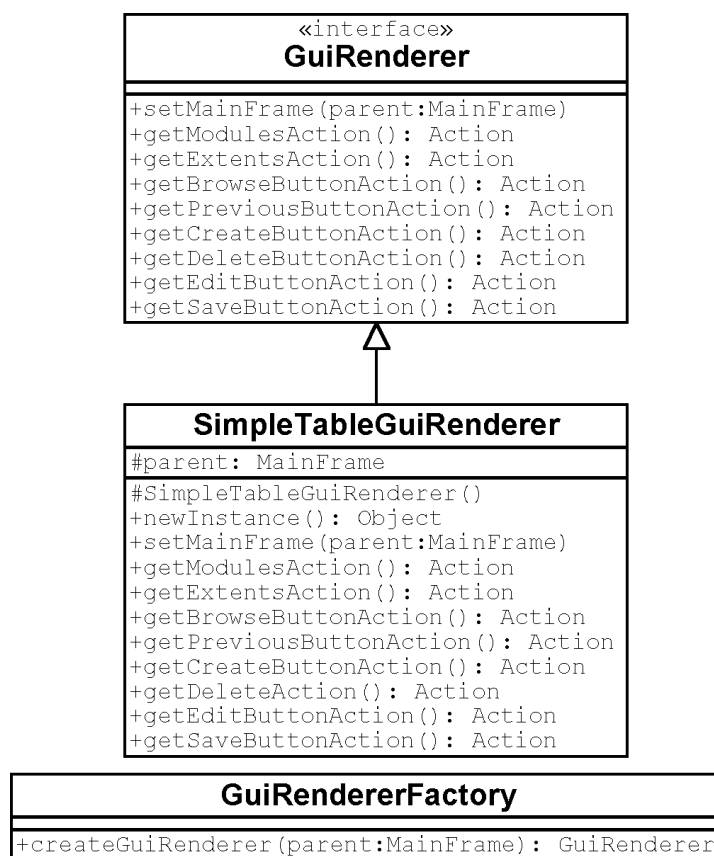 «interface»
GuiRenderer
+setMainFrame(parent:MainFrame)
+getModulesAction(): Action
+getExtentsAction(): Action
+getBrowseButtonAction(): Action
+getPreviousButtonAction(): Action
+getCreateButtonAction(): Action
+getDeleteButtonAction(): Action
+getEditButtonAction(): Action
+getSaveButtonAction(): Action
SimpleTableGuiRenderer
#parent: MainFrame
#SimpleTableGuiRenderer()
+newInstance(): Object
+setMainFrame(parent:MainFrame)
+getModulesAction(): Action
+getExtentsAction(): Action
+getBrowseButtonAction(): Action
+getPreviousButtonAction(): Action
+getCreateButtonAction(): Action
+getDeleteAction(): Action
+getEditButtonAction(): Action
+getSaveButtonAction(): Action
GuiRendererFactory
+createGuiRenderer(parent:MainFrame): GuiRenderer